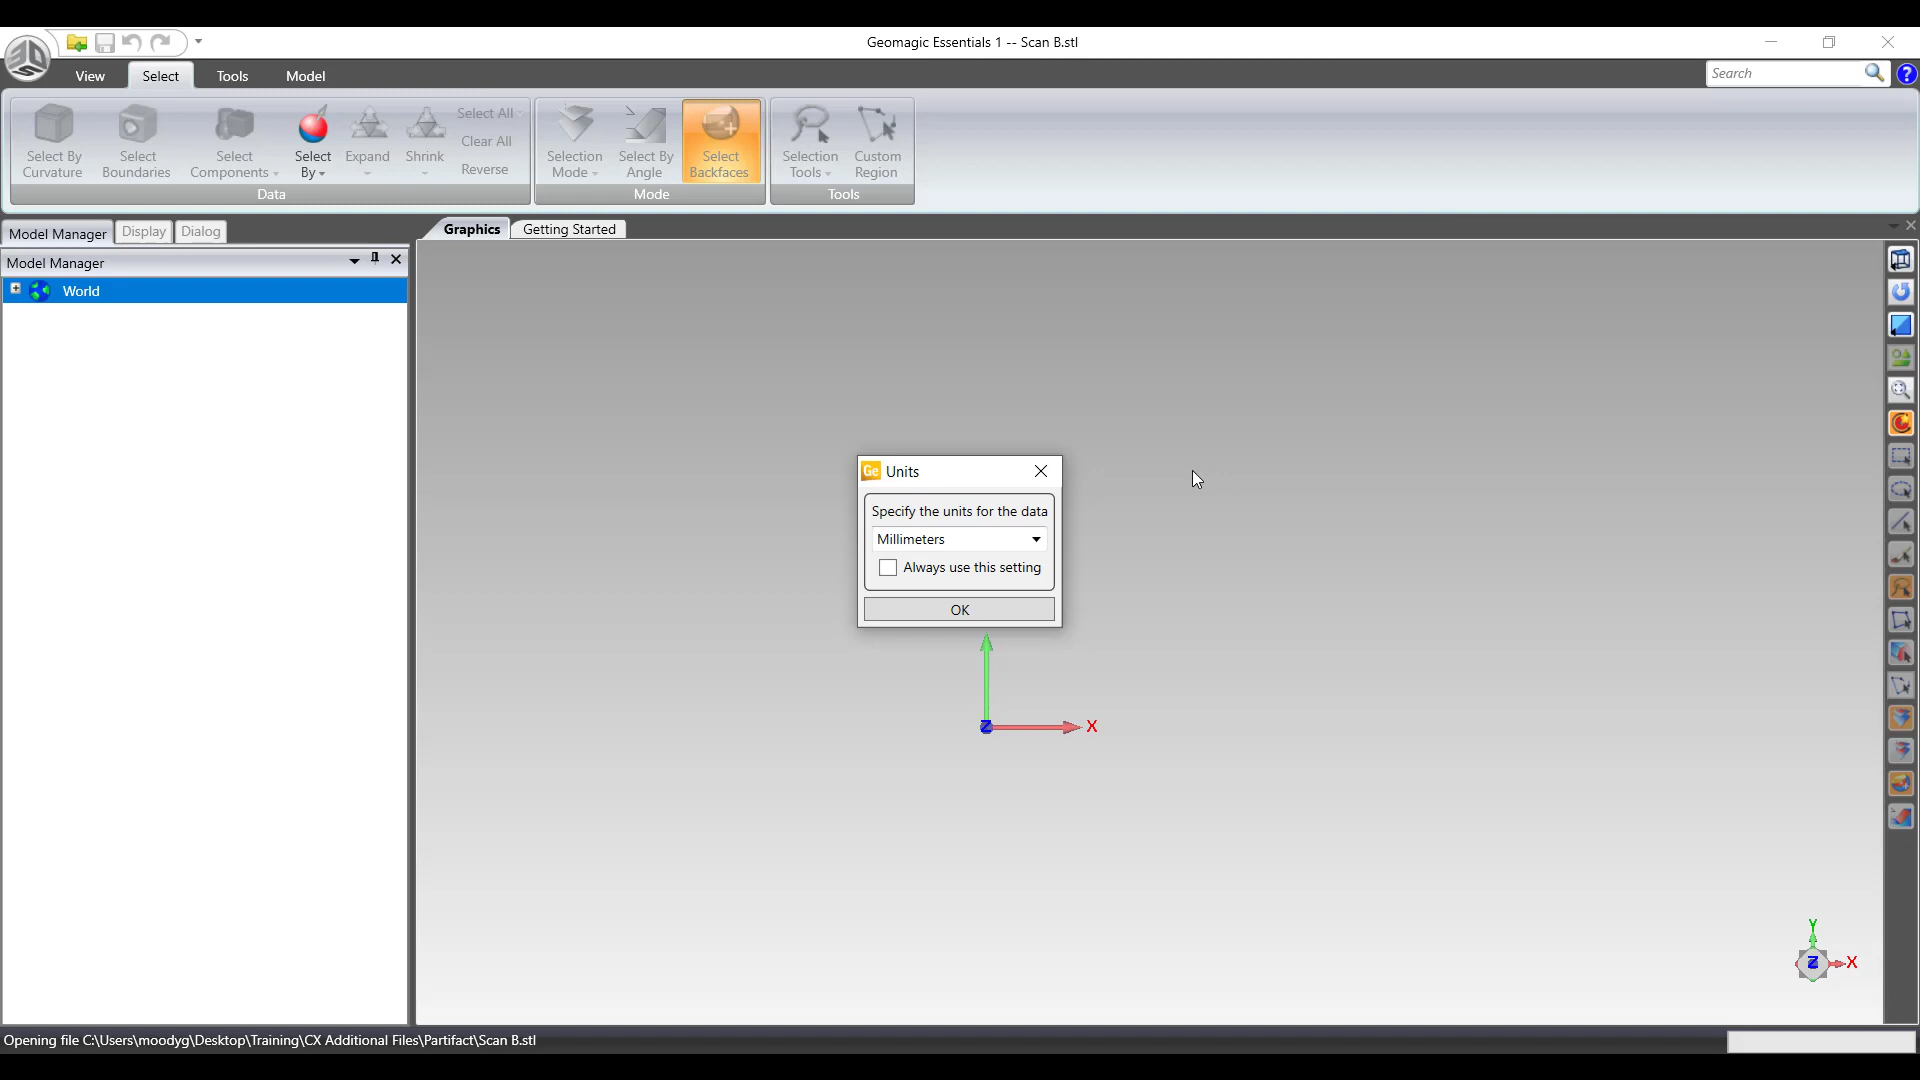 Geomagic Essentials 1 -- Scan B.stl
View
Select
Tools
Model
Search
?
Select By
Curvature
Select
Boundaries
Select
Components
Select
By
Expand
Shrink
Select All
Clear All
Reverse
Data
Selection
Mode
Select By
Angle
Select
Backfaces
Mode
Selection
Tools
Custom
Region
Tools
Model Manager
Display
Dialog
Graphics
Getting Started
Model Manager
World
Ge Units
Specify the units for the data
Millimeters
Always use this setting
OK
Z
X
Y
Z
X
Opening file C:\Users\moodyg\Desktop\Training\CX Additional Files\Partifact\Scan B.stl